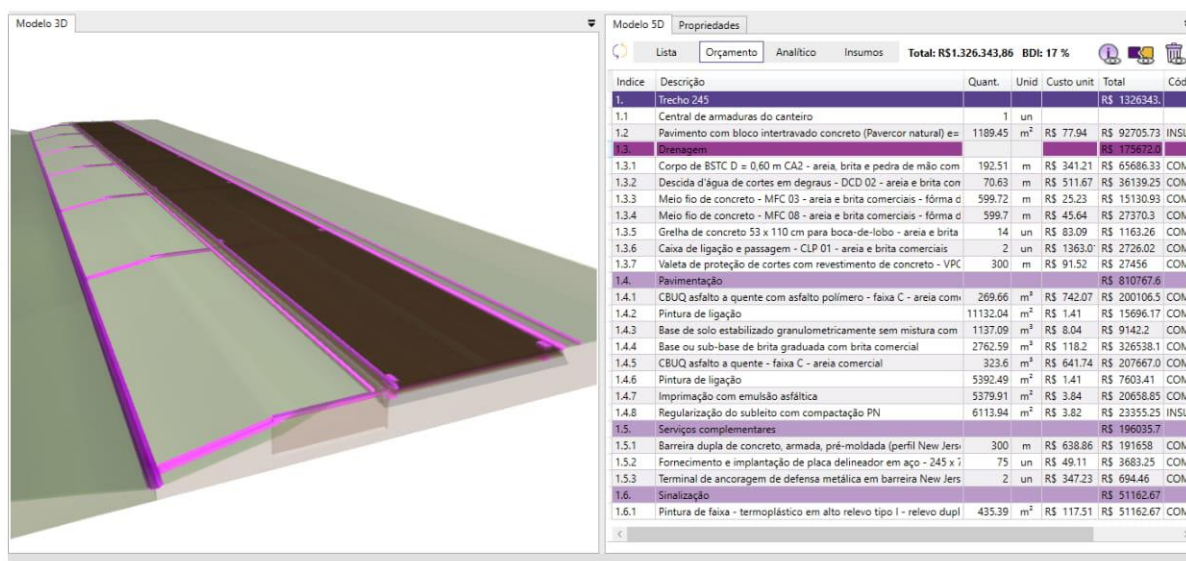 Modelo 3D
Modelo 5D Propriedades
Lista Orçamento Analítico Insumos Total: R$1.326.343,86 BDI: 17 %
Indice Descrição Quant. Unid Custo unit Total Cód
1. Trecho 245 R$ 1326343.
1.1 Central de armaduras do canteiro 1 un
1.2 Pavimento com bloco intertravado concreto (Pavercor natural) e= 1189.45 m² R$ 77.94 R$ 92705.73 INSU
1.3. Drenagem R$ 175672.0
1.3.1 Corpo de BSTC D = 0,60 m CA2 - areia, brita e pedra de mão com 192.51 m R$ 341.21 R$ 65686.33 COM
1.3.2 Descida d'água de cortes em degraus - DCD 02 - areia e brita com 70.63 m R$ 511.67 R$ 36139.25 COM
1.3.3 Meio fio de concreto - MFC 03 - areia e brita comerciais - fôrma d 599.72 m R$ 25.23 R$ 15130.93 COM
1.3.4 Meio fio de concreto - MFC 08 - areia e brita comerciais - fôrma d 599.7 m R$ 45.64 R$ 27370.3 COM
1.3.5 Grelha de concreto 53 x 110 cm para boca-de-lobo - areia e brita 14 un R$ 83.09 R$ 1163.26 COM
1.3.6 Caixa de ligação e passagem - CLP 01 - areia e brita comerciais 2 un R$ 1363.0 R$ 2726.02 COM
1.3.7 Valeta de proteção de cortes com revestimento de concreto - VPC 300 m R$ 91.52 R$ 27456 COM
1.4. Pavimentação R$ 810767.6
1.4.1 CBUQ asfalto a quente com asfalto polímero - faixa C - areia com 269.66 m³ R$ 742.07 R$ 200106.5 COM
1.4.2 Pintura de ligação 11132.04 m² R$ 1.41 R$ 15696.17 COM
1.4.3 Base de solo estabilizado granulometricamente sem mistura com 1137.09 m³ R$ 8.04 R$ 9142.2 COM
1.4.4 Base ou sub-base de brita graduada com brita comercial 2762.59 m³ R$ 118.2 R$ 326538.1 COM
1.4.5 CBUQ asfalto a quente - faixa C - areia comercial 323.6 m³ R$ 641.74 R$ 207667.0 COM
1.4.6 Pintura de ligação 5392.49 m² R$ 1.41 R$ 7603.41 COM
1.4.7 Imprimação com emulsão asfáltica 5379.91 m² R$ 3.84 R$ 20658.85 COM
1.4.8 Regularização do subleito com compactação PN 6113.94 m² R$ 3.82 R$ 23355.25 INSU
1.5. Serviços complementares R$ 196035.7
1.5.1 Barreira dupla de concreto, armada, pré-moldada (perfil New Jers 300 m R$ 638.86 R$ 191658 COM
1.5.2 Fornecimento e implantação de placa delineador em aço - 245 x 7 75 un R$ 49.11 R$ 3683.25 COM
1.5.3 Terminal de ancoragem de defensa metálica em barreira New Jers 2 un R$ 347.23 R$ 694.46 COM
1.6. Sinalização R$ 51162.67
1.6.1 Pintura de faixa - termoplástico em alto relevo tipo I - relevo dupl 435.39 m² R$ 117.51 R$ 51162.67 COM